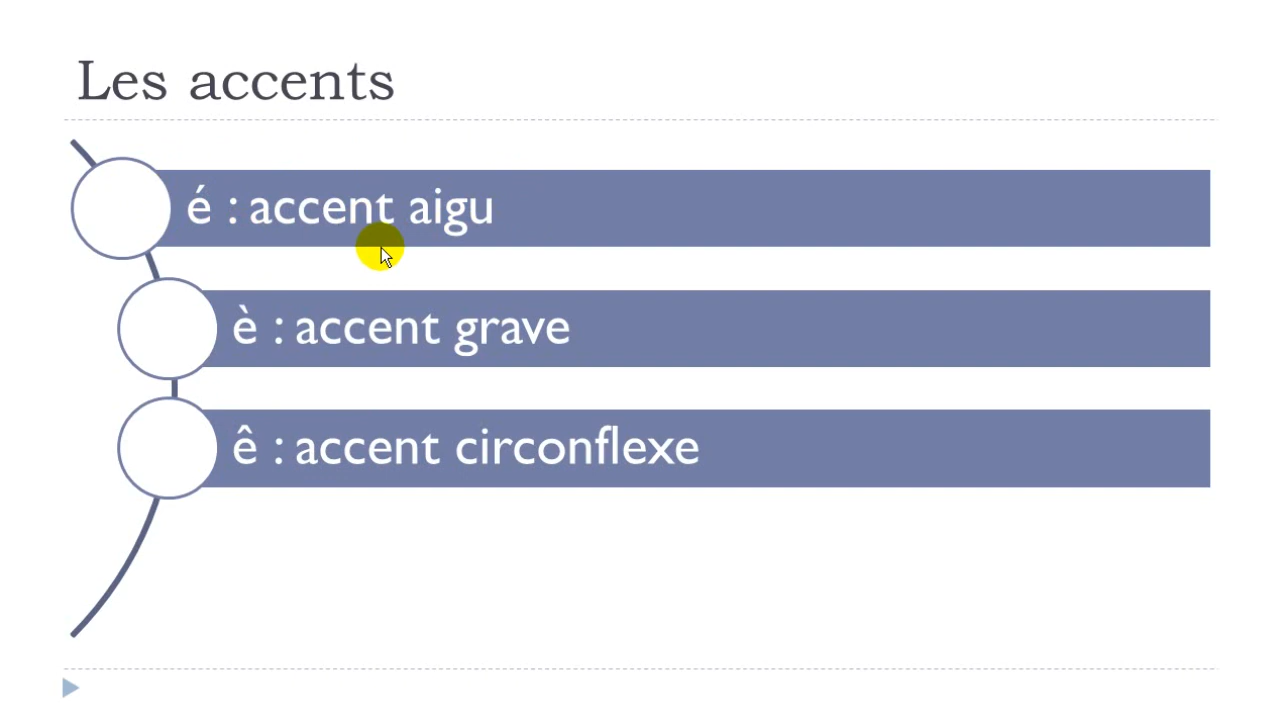 Les accents
é : accent aigu
è : accent grave
ê : accent circonflexe